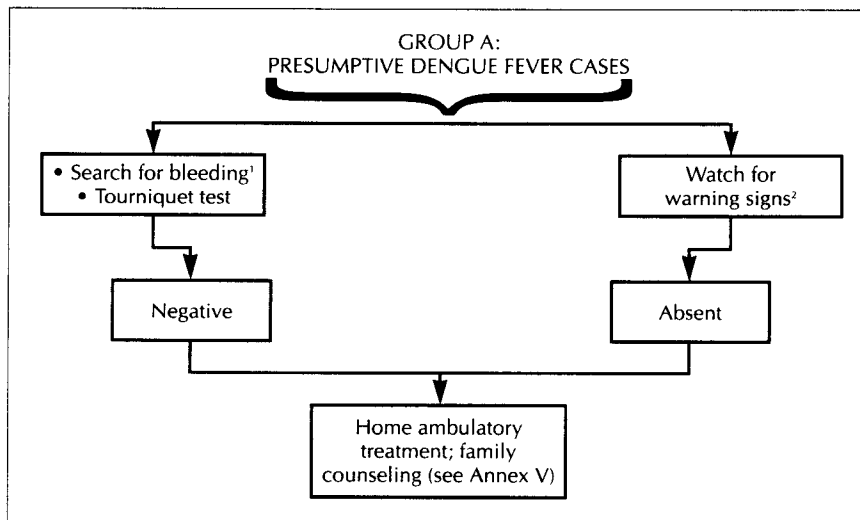 GROUP A:
PRESUMPTIVE DENGUE FEVER CASES
• Search for bleeding¹
• Tourniquet test
Watch for
warning signs²
Negative
Absent
Home ambulatory
treatment; family
counseling (see Annex V)